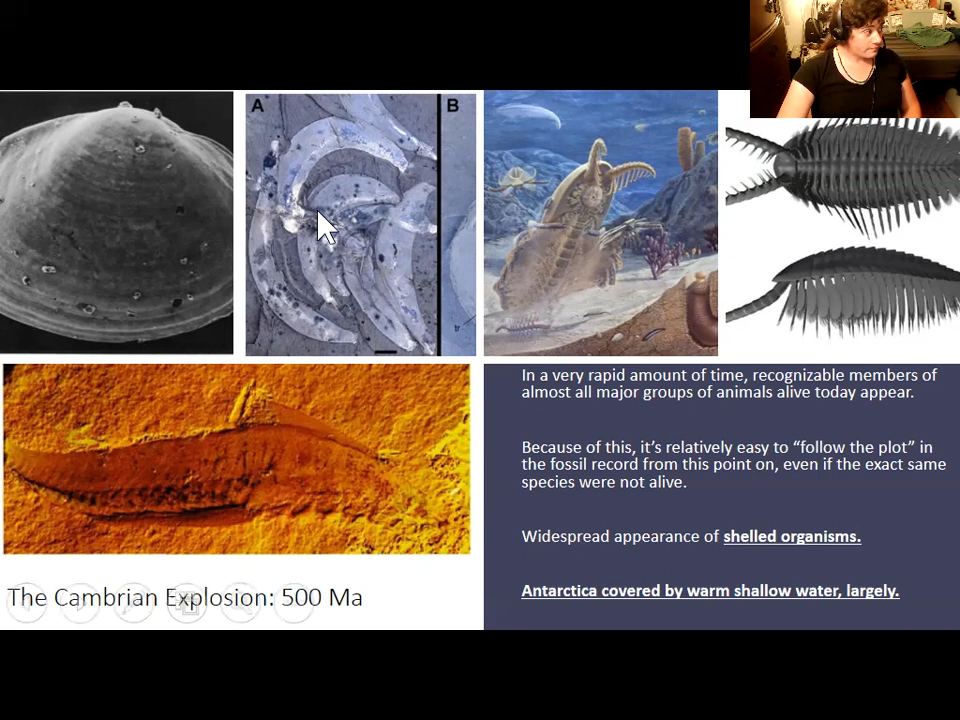 A
B
In a very rapid amount of time, recognizable members of
almost all major groups of animals alive today appear.
Because of this, it’s relatively easy to “follow the plot” in
the fossil record from this point on, even if the exact same
species were not alive.
Widespread appearance of shelled organisms.
Antarctica covered by warm shallow water, largely.
The Cambrian Explosion: 500 Ma